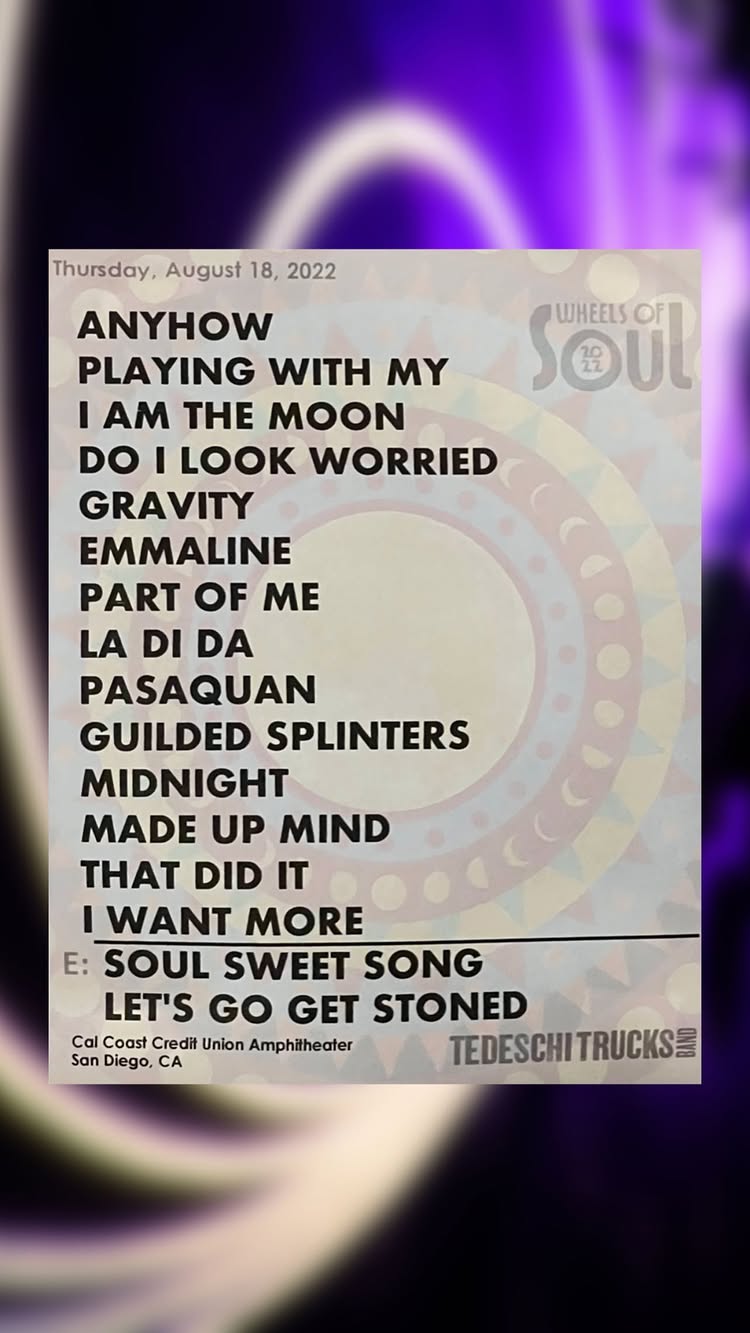 Thursday, August 18, 2022
WHEELS OF
SOUL
2022
ANYHOW
PLAYING WITH MY
I AM THE MOON
DO I LOOK WORRIED
GRAVITY
EMMALINE
PART OF ME
LA DI DA
PASAQUAN
GUILDED SPLINTERS
MIDNIGHT
MADE UP MIND
THAT DID IT
I WANT MORE
E: SOUL SWEET SONG
LET'S GO GET STONED
Cal Coast Credit Union Amphitheater
San Diego, CA
TEDESCHI TRUCKS BAND